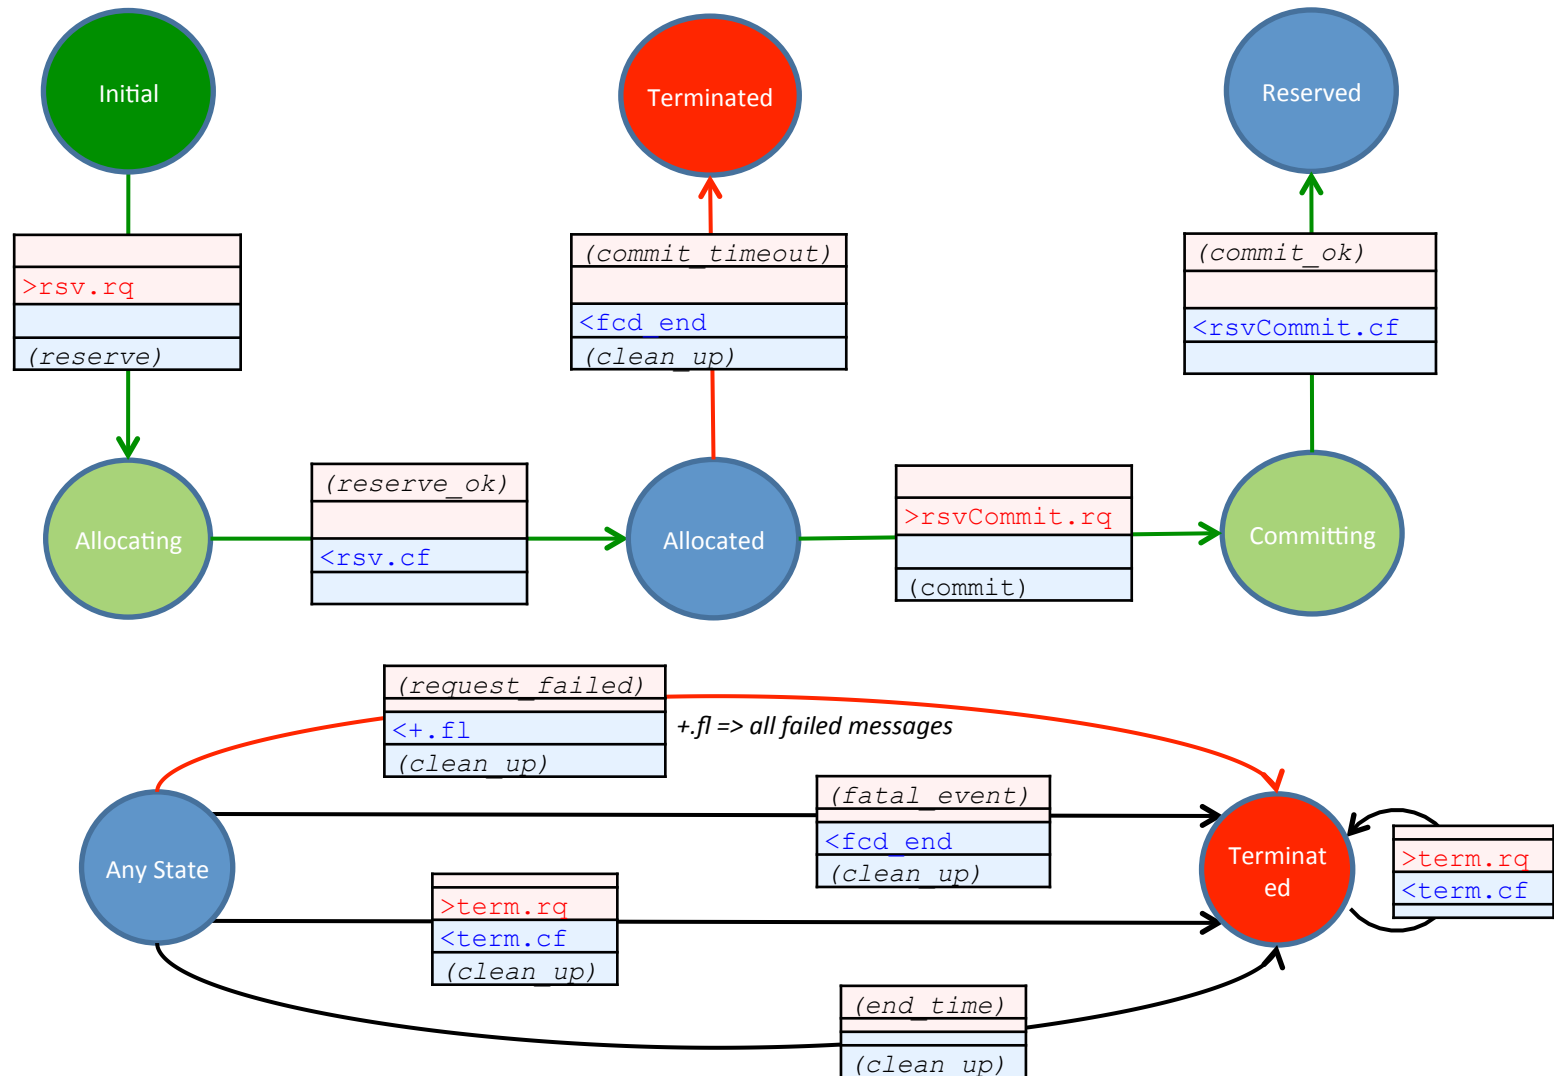 Initial
Terminated
Reserved
>rsv.rq
(reserve)
(commit_timeout)
<fcd_end
(clean_up)
(commit_ok)
<rsvCommit.cf
Allocating
(reserve_ok)
<rsv.cf
Allocated
>rsvCommit.rq
(commit)
Committing
(request_failed)
<+.fl
(clean_up)
+.fl => all failed messages
Any State
(fatal_event)
<fcd_end
(clean_up)
>term.rq
<term.cf
(clean_up)
(end_time)
(clean_up)
Terminat
ed
>term.rq
<term.cf